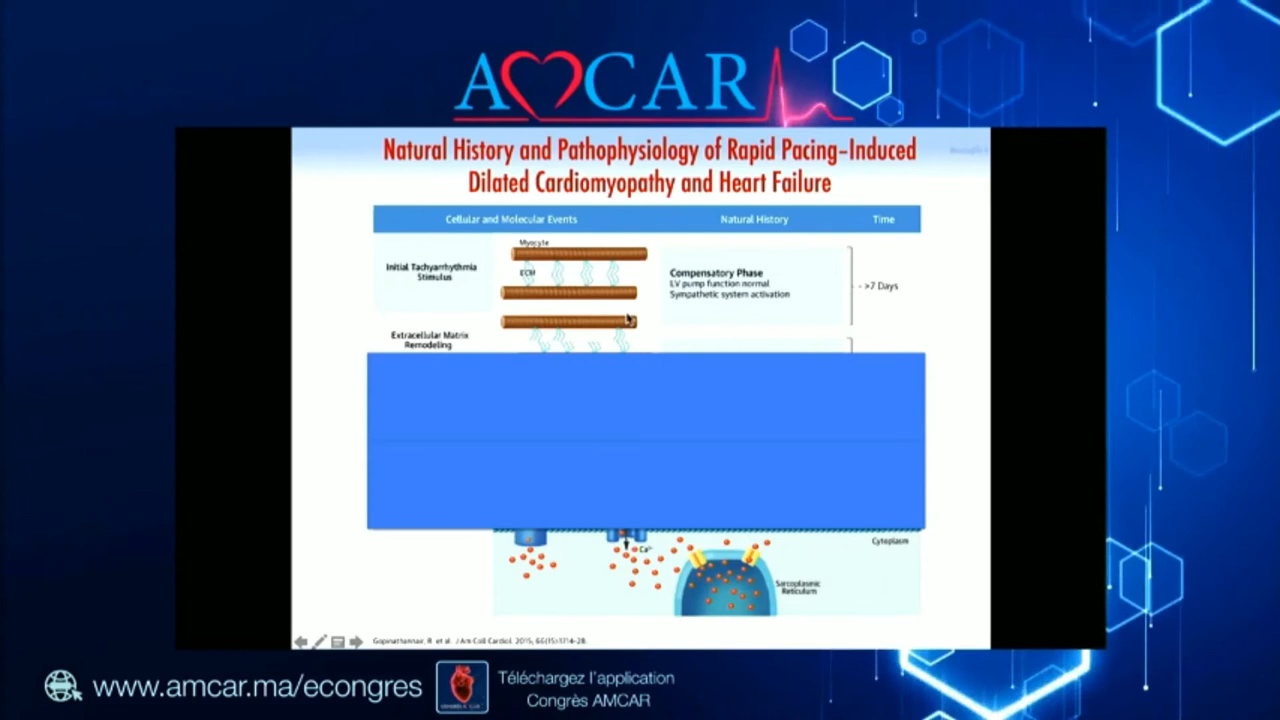 AMCAR
Natural History and Pathophysiology of Rapid Pacing–Induced
Dilated Cardiomyopathy and Heart Failure
Cellular and Molecular Events Natural History Time
Myocyte
ECM
Initial Tachyarrhythmia
Stimulus
Compensatory Phase
LV pump function normal
Sympathetic system activation
- >7 Days
Extracellular Matrix
Remodeling
Ca²⁺
Cytoplasm
Sarcoplasmic
Reticulum
Gopinathannair, R. et al. J Am Coll Cardiol. 2015; 66(15):1714-28.
www.amcar.ma/econgres
Téléchargez l'application
Congrès AMCAR